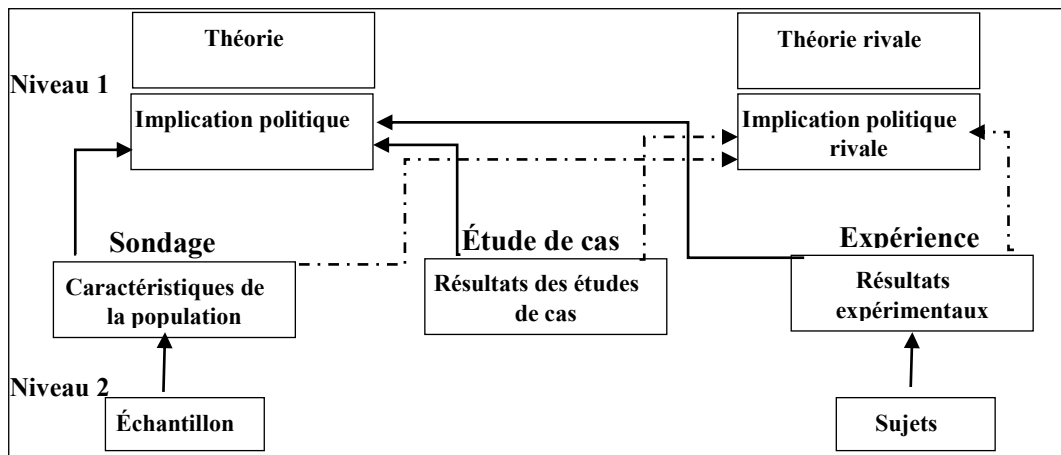 Théorie
Théorie rivale
Niveau 1
Implication politique
Implication politique
rivale
Sondage
Étude de cas
Expérience
Caractéristiques de
la population
Résultats des études
de cas
Résultats
expérimentaux
Niveau 2
Échantillon
Sujets